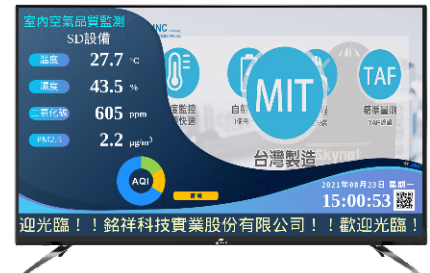 室內空氣品質監測
SD設備
溫度 27.7 °C
濕度 43.5 %
二氧化碳 605 ppm
PM2.5 2.2 μg/m³
AQI
INC
MIT
台灣製造
TAF
2021年08月23日 星期一
15:00:53
迎光臨！！銘祥科技實業股份有限公司！！歡迎光臨！